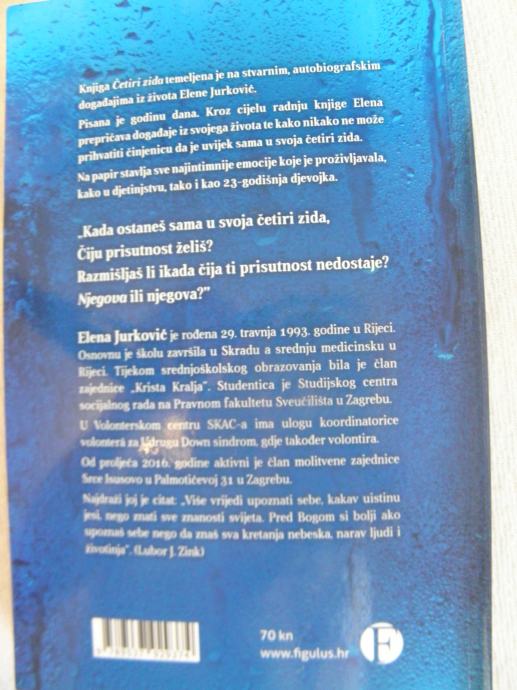 Knjiga Četiri zida temeljena je na stvarnim, autobiografskim
događajima iz života Elene Jurković.
Pisana je godinu dana. Kroz cijelu radnju knjige Elena
prepričava događaje iz svojega života te kako nikako ne može
prihvatiti činjenicu da je uvijek sama u svoja četiri zida.
Na papir stavlja sve najintimnije emocije koje je proživljavala,
kako u djetinjstvu, tako i kao 23-godišnja djevojka.
„Kada ostaneš sama u svoja četiri zida,
Čiju prisutnost želiš?
Razmišljaš li ikada čija ti prisutnost nedostaje?
Njegova ili njegova?”
Elena Jurković je rođena 29. travnja 1993. godine u Rijeci.
Osnovnu je školu završila u Skradu a srednju medicinsku u
Rijeci. Tijekom srednjoškolskog obrazovanja bila je član
zajednice „Krista Kralja”. Studentica je Studijskog centra
socijalnog rada na Pravnom fakultetu Sveučilišta u Zagrebu.
U Volonterskom centru SKAC-a ima ulogu koordinatorice
volontera za Udrugu Down sindrom, gdje također volontira.
Od proljeća 2016. godine aktivni je član molitvene zajednice
Srce Isusovo u Palmotićevoj 31 u Zagrebu.
Najdraži joj je citat: „Više vrijedi upoznati sebe, kakav uistinu
jesi, nego znati sve znanosti svijeta. Pred Bogom si bolji ako
upoznaš sebe nego da znaš sva kretanja nebeska, narav ljudi i
životinja”. (Lubor J. Zink)
70 kn
www.figulus.hr
F